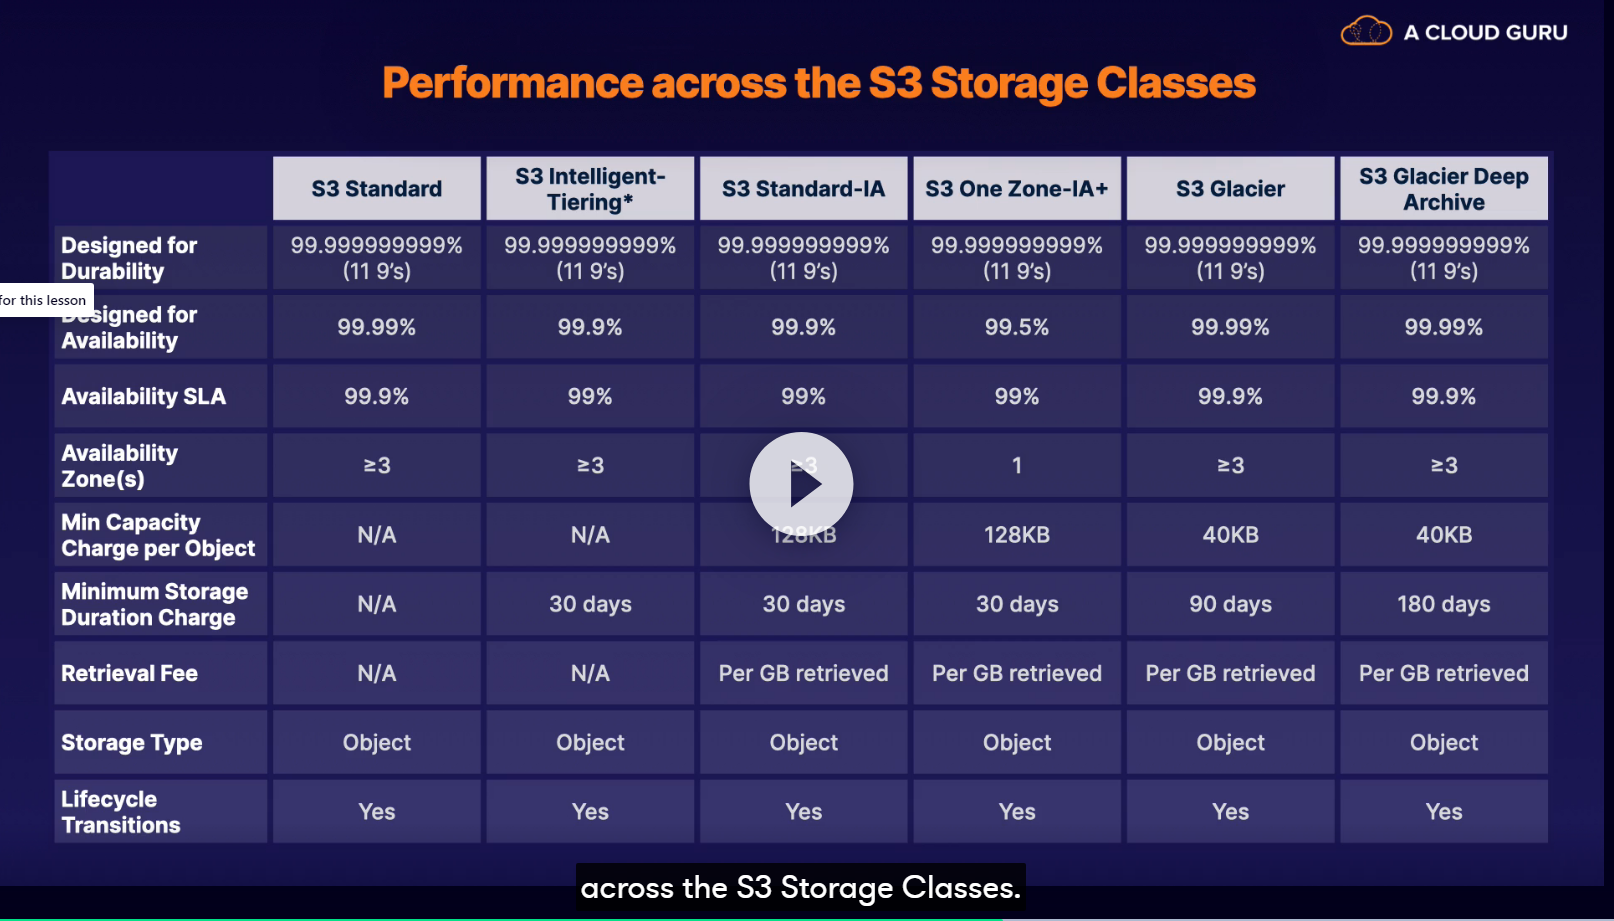 A CLOUD GURU
Performance across the S3 Storage Classes
S3 Standard
S3 Intelligent-
Tiering*
S3 Standard-IA
S3 One Zone-IA+
S3 Glacier
S3 Glacier Deep
Archive
Designed for
Durability
99.999999999%
(11 9’s)
99.999999999%
(11 9’s)
99.999999999%
(11 9’s)
99.999999999%
(11 9’s)
99.999999999%
(11 9’s)
99.999999999%
(11 9’s)
for this lesson
Designed for
Availability
99.99%
99.9%
99.9%
99.5%
99.99%
99.99%
Availability SLA
99.9%
99%
99%
99%
99.9%
99.9%
Availability
Zone(s)
≥3
≥3
≥3
1
≥3
≥3
Min Capacity
Charge per Object
N/A
N/A
128KB
128KB
40KB
40KB
Minimum Storage
Duration Charge
N/A
30 days
30 days
30 days
90 days
180 days
Retrieval Fee
N/A
N/A
Per GB retrieved
Per GB retrieved
Per GB retrieved
Per GB retrieved
Storage Type
Object
Object
Object
Object
Object
Object
Lifecycle
Transitions
Yes
Yes
Yes
Yes
Yes
Yes
across the S3 Storage Classes.